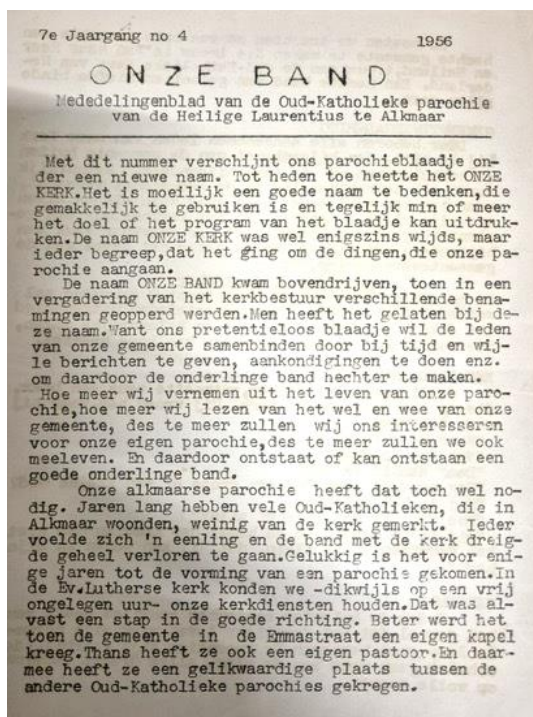 7e Jaargang no 4
1956
ONZE BAND
Mededelingenblad van de Oud-Katholieke parochie
van de Heilige Laurentius te Alkmaar
Met dit nummer verschijnt ons parochieblaadje on-
der een nieuwe naam. Tot heden toe heette het ONZE
KERK.Het is moeilijk een goede naam te bedenken,die
gemakkelijk te gebruiken is en tegelijk min of meer
het doel of het program van het blaadje kan uitdruk-
ken.De naam ONZE KERK was wel enigszins wijds, maar
ieder begreep,dat het ging om de dingen,die onze pa-
rochie aangaan.
De naam ONZE BAND kwam bovendrijven, toen in een
vergadering van het kerkbestuur verschillende bena-
mingen geopperd werden.Men heeft het gelaten bij de-
ze naam.Want ons pretentieloos blaadje wil de leden
van onze gemeente samenbinden door bij tijd en wij-
le berichten te geven, aankondigingen te doen enz.
om daardoor de onderlinge band hechter te maken.
Hoe meer wij vernemen uit het leven van onze paro-
chie,hoe meer wij lezen van het wel en wee van onze
gemeente, des te meer zullen wij ons interesseren
voor onze eigen parochie,des te meer zullen we ook
meeleven. En daardoor ontstaat of kan ontstaan een
goede onderlinge band.
Onze alkmaarse parochie heeft dat toch wel no-
dig. Jaren lang hebben vele Oud-Katholieken, die in
Alkmaar woonden, weinig van de kerk gemerkt. Ieder
voelde zich 'n eenling en de band met de kerk dreig-
de geheel verloren te gaan.Gelukkig is het voor eni-
ge jaren tot de vorming van een parochie gekomen.In
de Ev.Lutherse kerk konden we -dikwijls op een vrij
ongelegen uur- onze kerkdiensten houden.Dat was al-
vast een stap in de goede richting. Beter werd het
toen de gemeente in de Emmastraat een eigen kapel
kreeg.Thans heeft ze ook een eigen pastoor.En daar-
mee heeft ze een gelikwaardige plaats tussen de
andere Oud-Katholieke parochies gekregen.